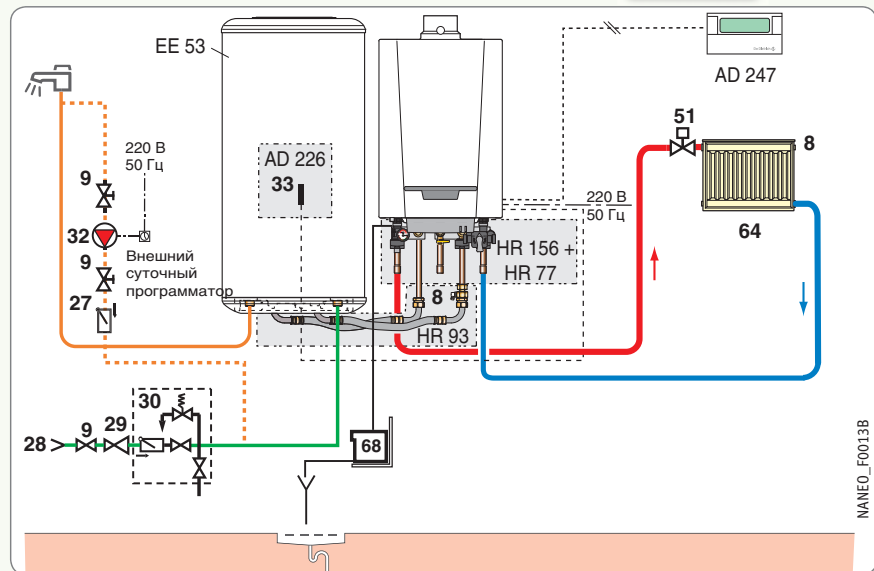 EE 53
AD 247
51
8
220 В
50 Гц
9
AD 226
33
220 В
50 Гц
64
32
Внешний
суточный
программатор
9
HR 156 +
HR 77
27
8
HR 93
30
28
9
29
68
NANEO_F0013B